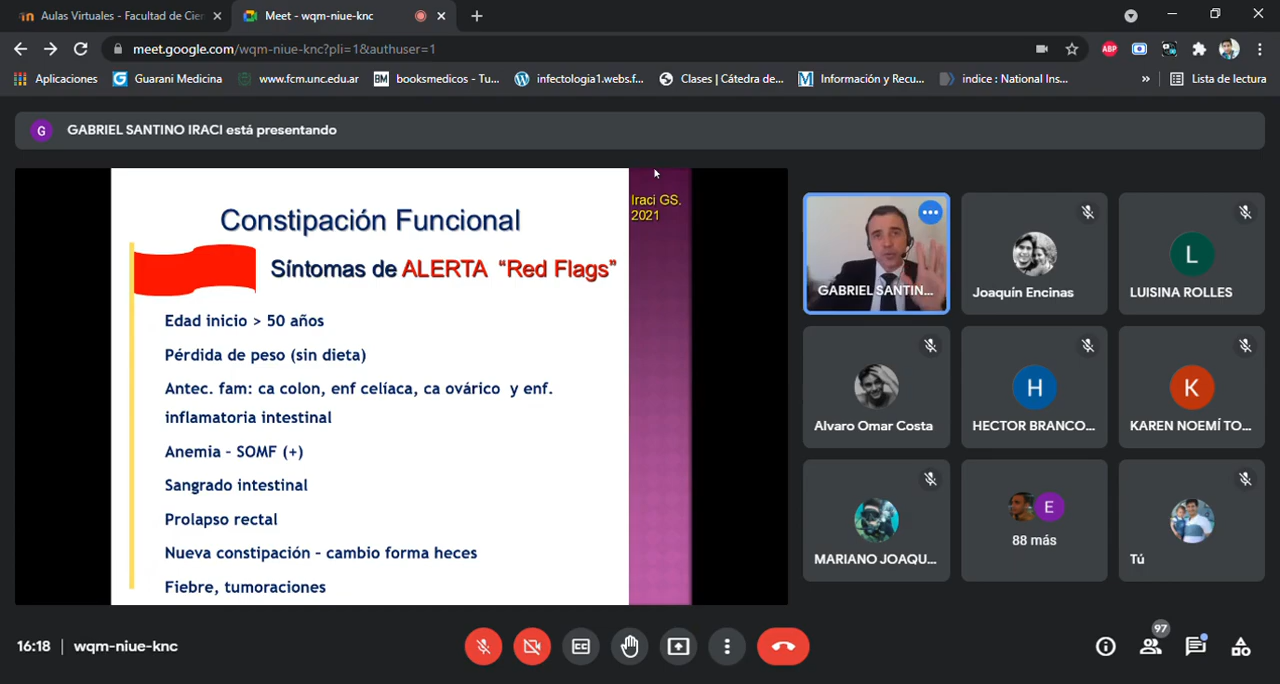 Aulas Virtuales - Facultad de Cien
Meet - wqm-niue-knc
meet.google.com/wqm-niue-knc?pli=1&authuser=1
ABP
Aplicaciones
Guarani Medicina
www.fcm.unc.edu.ar
BM
booksmedicos - Tu...
infectologia1.webs.f...
Clases | Cátedra de...
Información y Recu...
indice : National Ins...
»
Lista de lectura
G
GABRIEL SANTINO IRACI está presentando
Constipación Funcional
Síntomas de ALERTA “Red Flags”
Edad inicio > 50 años
Pérdida de peso (sin dieta)
Antec. fam: ca colon, enf celíaca, ca ovárico y enf.
inflamatoria intestinal
Anemia – SOMF (+)
Sangrado intestinal
Prolapso rectal
Nueva constipación – cambio forma heces
Fiebre, tumoraciones
Iraci GS.
2021
GABRIEL SANTIN...
Joaquín Encinas
L
LUISINA ROLLES
Alvaro Omar Costa
H
HECTOR BRANCO...
K
KAREN NOEMÍ TO...
MARIANO JOAQU...
E
88 más
Tú
16:18 | wqm-niue-knc
97